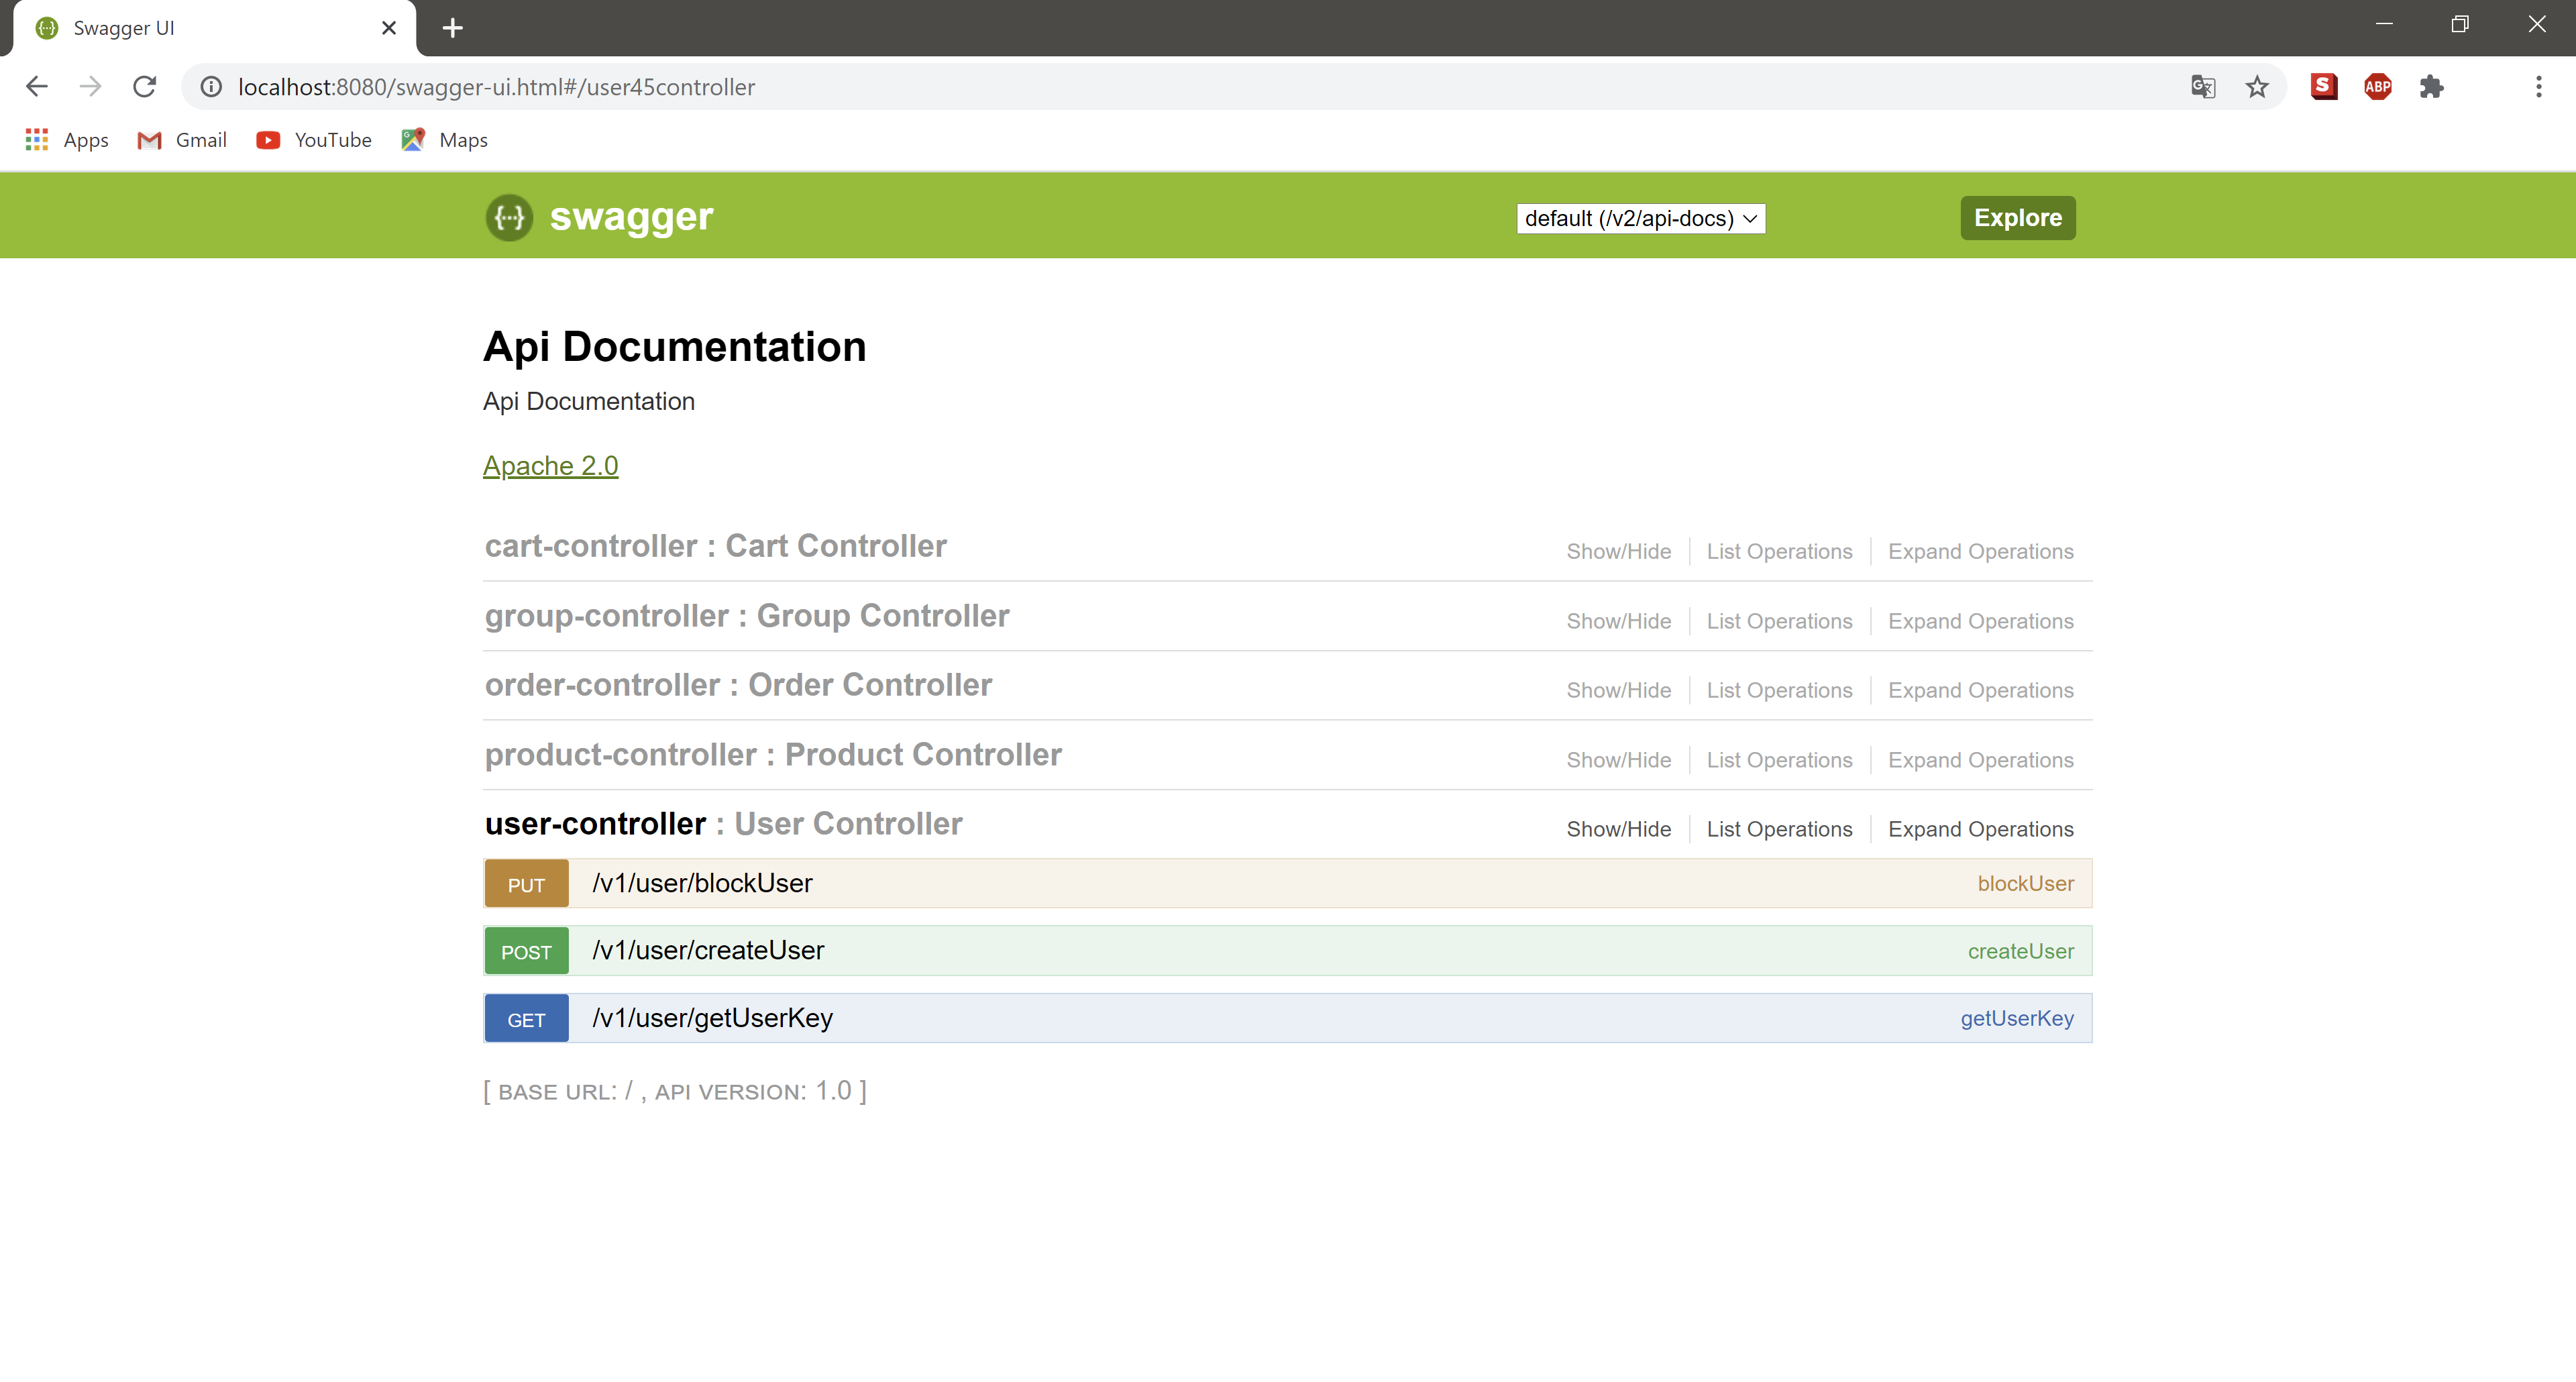 Swagger UI
localhost:8080/swagger-ui.html#/user45controller
ABP
Apps Gmail YouTube Maps
{···} swagger default (/v2/api-docs) Explore
Api Documentation
Api Documentation
Apache 2.0
cart-controller : Cart Controller Show/Hide List Operations Expand Operations
group-controller : Group Controller Show/Hide List Operations Expand Operations
order-controller : Order Controller Show/Hide List Operations Expand Operations
product-controller : Product Controller Show/Hide List Operations Expand Operations
user-controller : User Controller Show/Hide List Operations Expand Operations
PUT /v1/user/blockUser blockUser
POST /v1/user/createUser createUser
GET /v1/user/getUserKey getUserKey
[ BASE URL: / , API VERSION: 1.0 ]